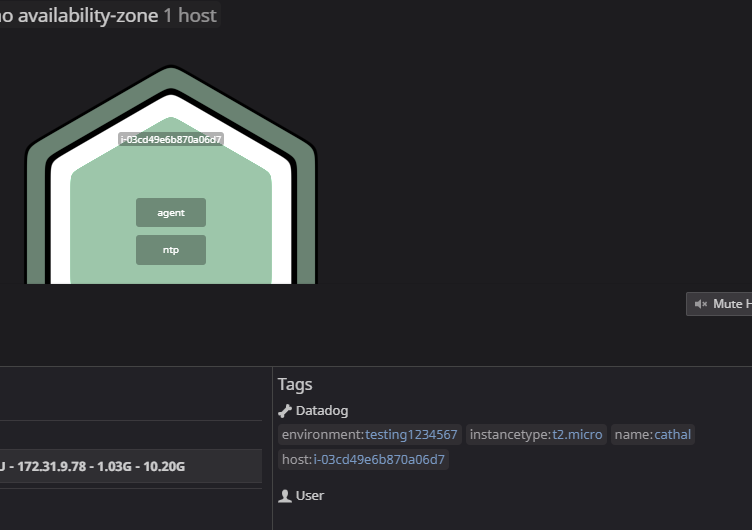 no availability-zone 1 host
i-03cd49e6b870a06d7
agent
ntp
Mute H
Tags
Datadog
environment:testing1234567 instancetype:t2.micro name:cathal
host:i-03cd49e6b870a06d7
U - 172.31.9.78 - 1.03G - 10.20G
User